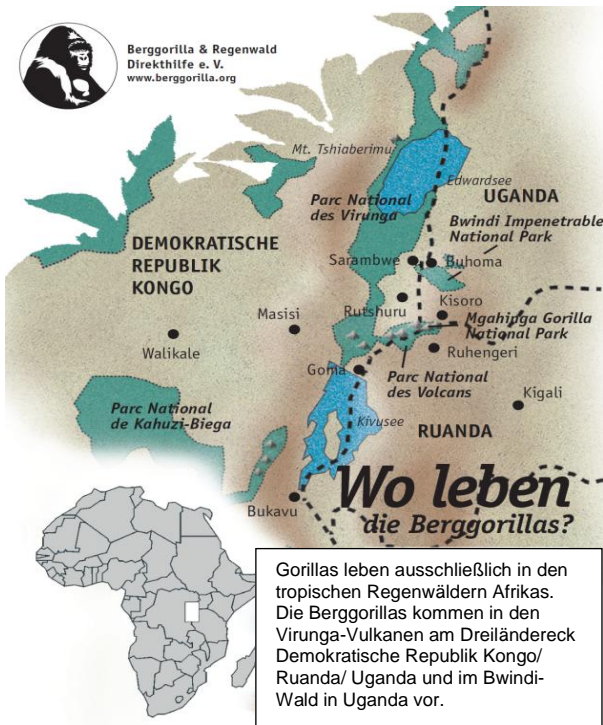 Berggorilla & Regenwald
Direkthilfe e. V.
www.berggorilla.org
Mt. Tshiaberimu
Edwardsee
Parc National
des Virunga
UGANDA
Bwindi Impenetrable
National Park
DEMOKRATISCHE
REPUBLIK
KONGO
Sarambwe
Buhoma
Masisi
Rutshuru
Kisoro
Mgahinga Gorilla
National Park
Walikale
Ruhengeri
Goma
Parc National
des Volcans
Parc National
de Kahuzi-Biega
Kigali
Kivusee
RUANDA
Bukavu
Wo leben
die Berggorillas?
Gorillas leben ausschließlich in den
tropischen Regenwäldern Afrikas.
Die Berggorillas kommen in den
Virunga-Vulkanen am Dreiländereck
Demokratische Republik Kongo/
Ruanda/ Uganda und im Bwindi-
Wald in Uganda vor.